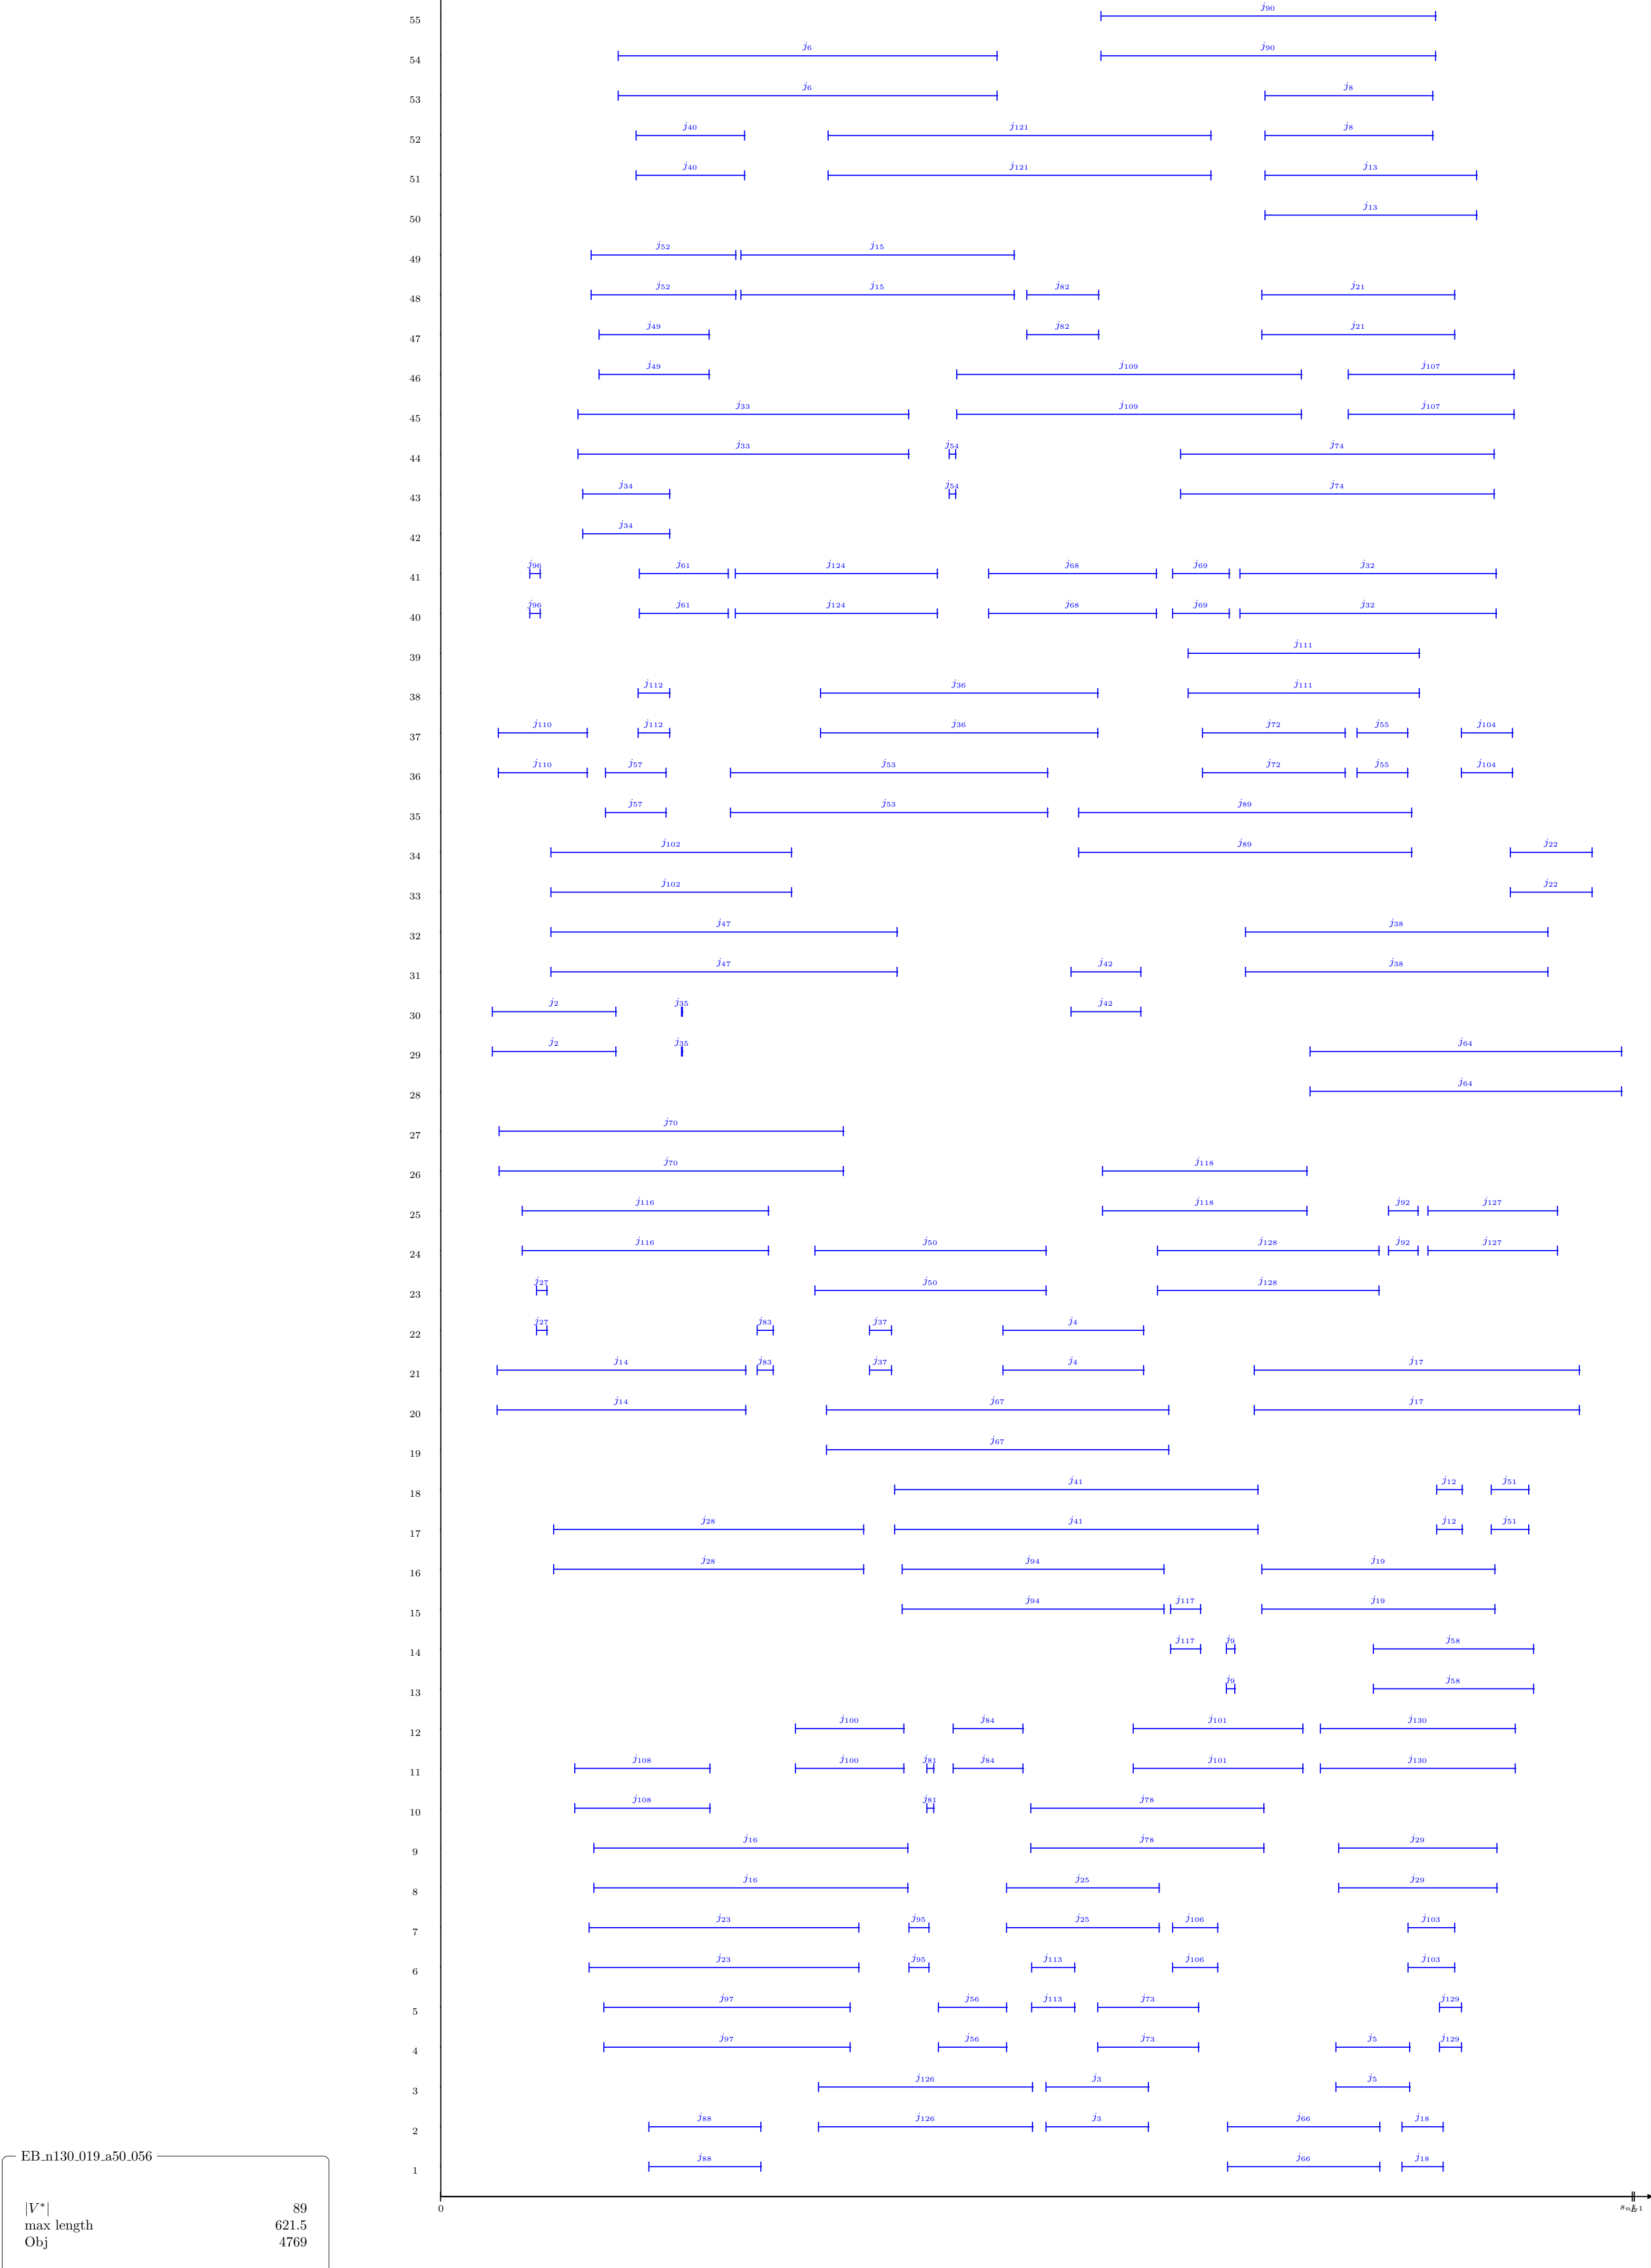 j90
55
j6 j90
54
j6 j8
53
j40 j121 j8
52
j40 j121 j13
51
j13
50
j52 j15
49
j52 j15 j82 j21
48
j49 j82 j21
47
j49 j109 j107
46
j33 j109 j107
45
j33 j54 j74
44
j34 j54 j74
43
j34
42
j96 j61 j124 j68 j69 j32
41
j96 j61 j124 j68 j69 j32
40
j111
39
j112 j36 j111
38
j110 j112 j36 j72 j55 j104
37
j110 j57 j53 j72 j55 j104
36
j57 j53 j89
35
j102 j89 j22
34
j102 j22
33
j47 j38
32
j47 j42 j38
31
j2 j35 j42
30
j2 j35 j64
29
j64
28
j70
27
j70 j118
26
j116 j118 j92 j127
25
j116 j50 j128 j92 j127
24
j27 j50 j128
23
j27 j83 j37 j4
22
j14 j83 j37 j4 j17
21
j14 j67 j17
20
j67
19
j41 j12 j51
18
j28 j41 j12 j51
17
j28 j94 j19
16
j94 j117 j19
15
j117 j9 j58
14
j9 j58
13
j100 j84 j101 j130
12
j108 j100 j81 j84 j101 j130
11
j108 j81 j78
10
j16 j78 j29
9
j16 j25 j29
8
j23 j95 j25 j106 j103
7
j23 j95 j113 j106 j103
6
j97 j56 j113 j73 j129
5
j97 j56 j73 j5 j129
4
j126 j3 j5
3
j88 j126 j3 j66 j18
2
j88 j66 j18
1
0
EB_n130_019_a50_056
|V*| 89
max length 621.5
Obj 4769